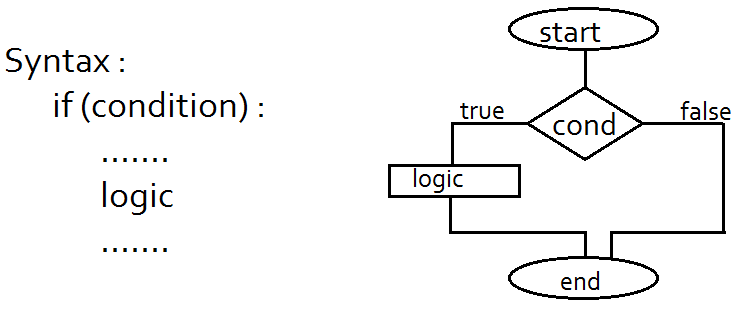 Syntax :
if (condition) :
.......
logic
.......
start
true
false
cond
logic
end